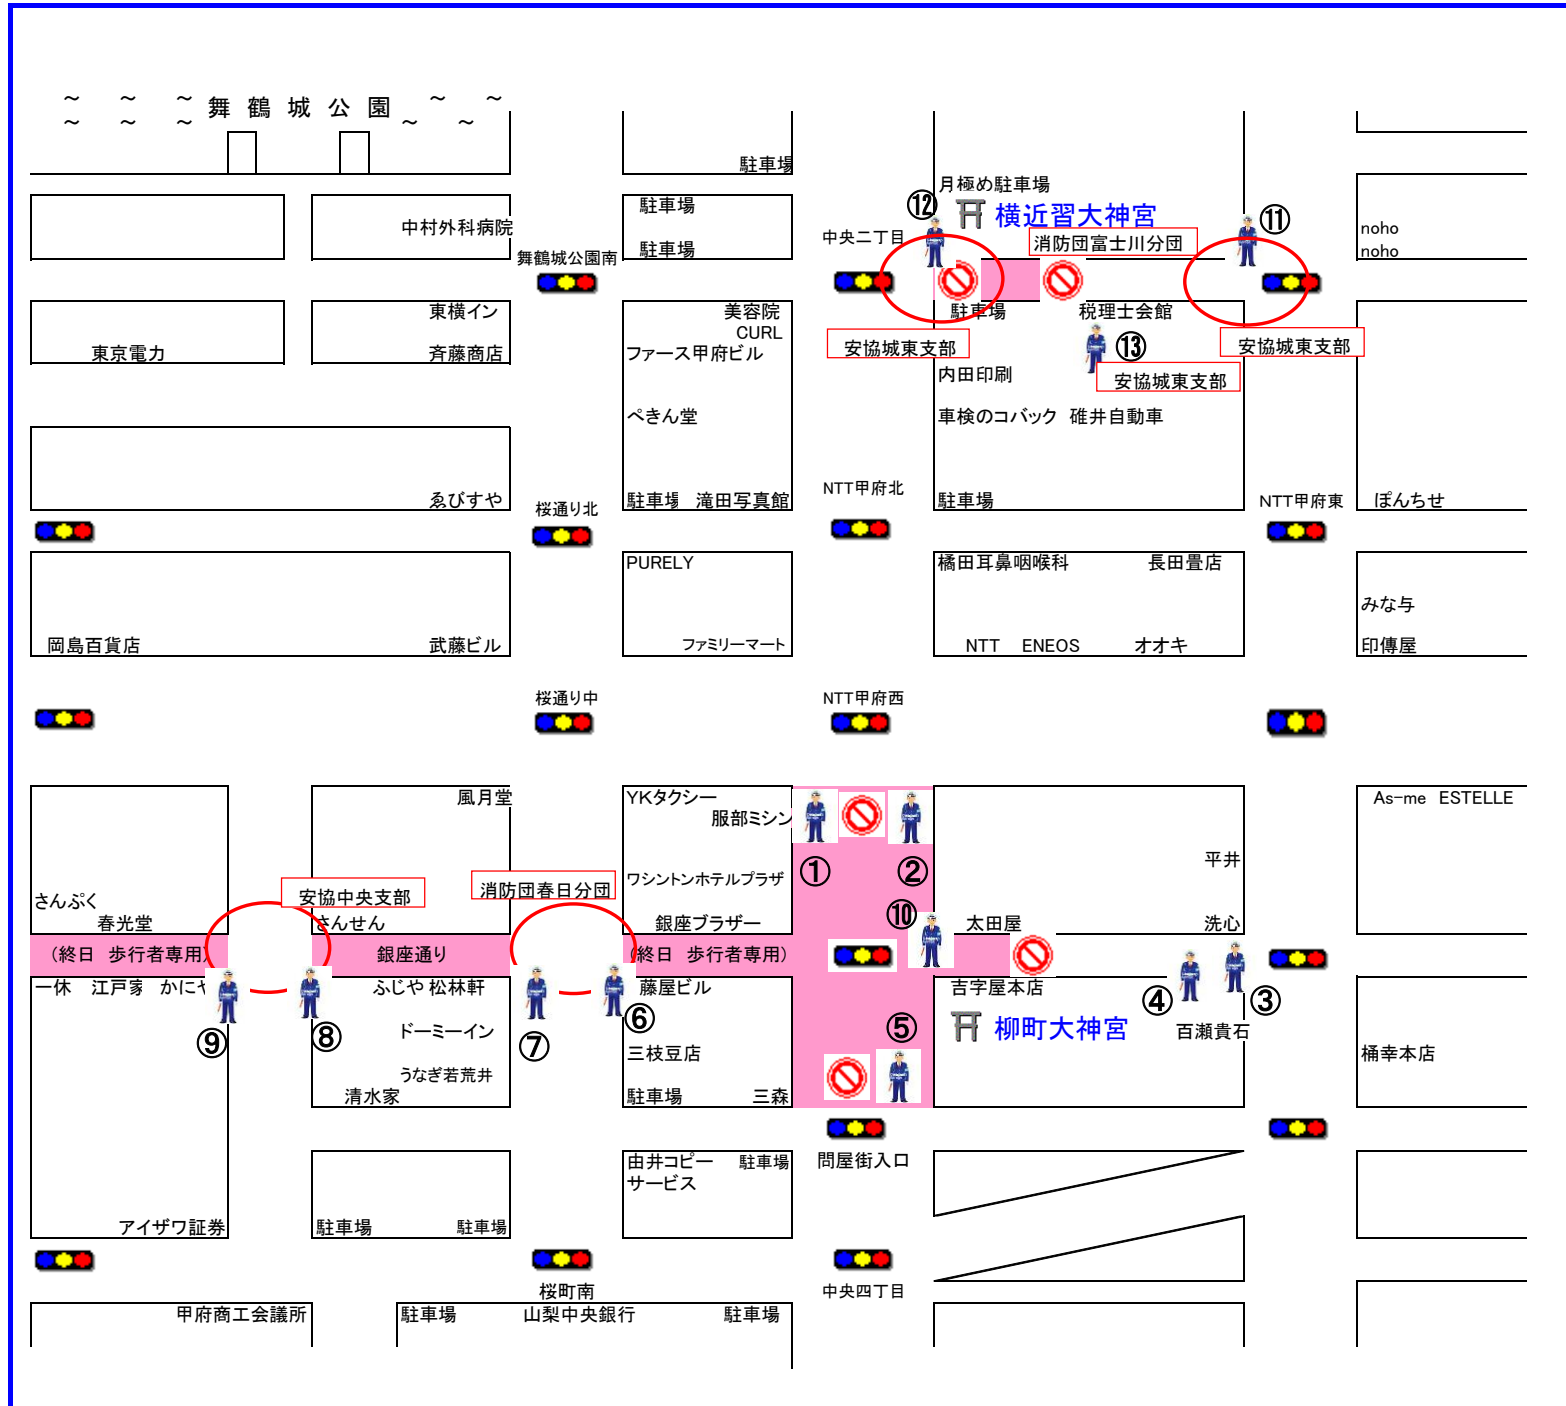 ～　～　～ 舞鶴城公園 ～　～
～　～　～ ～　～
駐車場
月極め駐車場
駐車場
⑫
横近習大神宮
⑪
中村外科病院
中央二丁目
noho
駐車場
消防団富士川分団
noho
舞鶴城公園南
東横イン
美容院
駐車場
税理士会館
CURL
東京電力
斉藤商店
ファース甲府ビル
安協城東支部
⑬
安協城東支部
内田印刷
安協城東支部
ぺきん堂
車検のコバック　碓井自動車
ゑびすや
駐車場　滝田写真館
NTT甲府北
駐車場
NTT甲府東
ぽんちせ
桜通り北
PURELY
橘田耳鼻咽喉科
長田畳店
みな与
岡島百貨店
武藤ビル
ファミリーマート
NTT　ENEOS
オオキ
印傳屋
桜通り中
NTT甲府西
風月堂
YKタクシー
As-me　ESTELLE
服部ミシン
平井
①
②
安協中央支部
消防団春日分団
ワシントンホテルプラザ
さんぷく
春光堂
さんせん
銀座ブラザー
⑩
太田屋
洗心
(終日　歩行者専用)
銀座通り
(終日　歩行者専用)
一休　江戸家　かにや
ふじや 松林軒
藤屋ビル
吉字屋本店
④
③
⑨
⑧
ドーミーイン
⑦
⑥
⑤
柳町大神宮
百瀬貴石
三枝豆店
桶幸本店
うなぎ若荒井
清水家
駐車場
三森
由井コピー
サービス
駐車場
問屋街入口
アイザワ証券
駐車場
駐車場
桜町南
中央四丁目
甲府商工会議所
駐車場
山梨中央銀行
駐車場